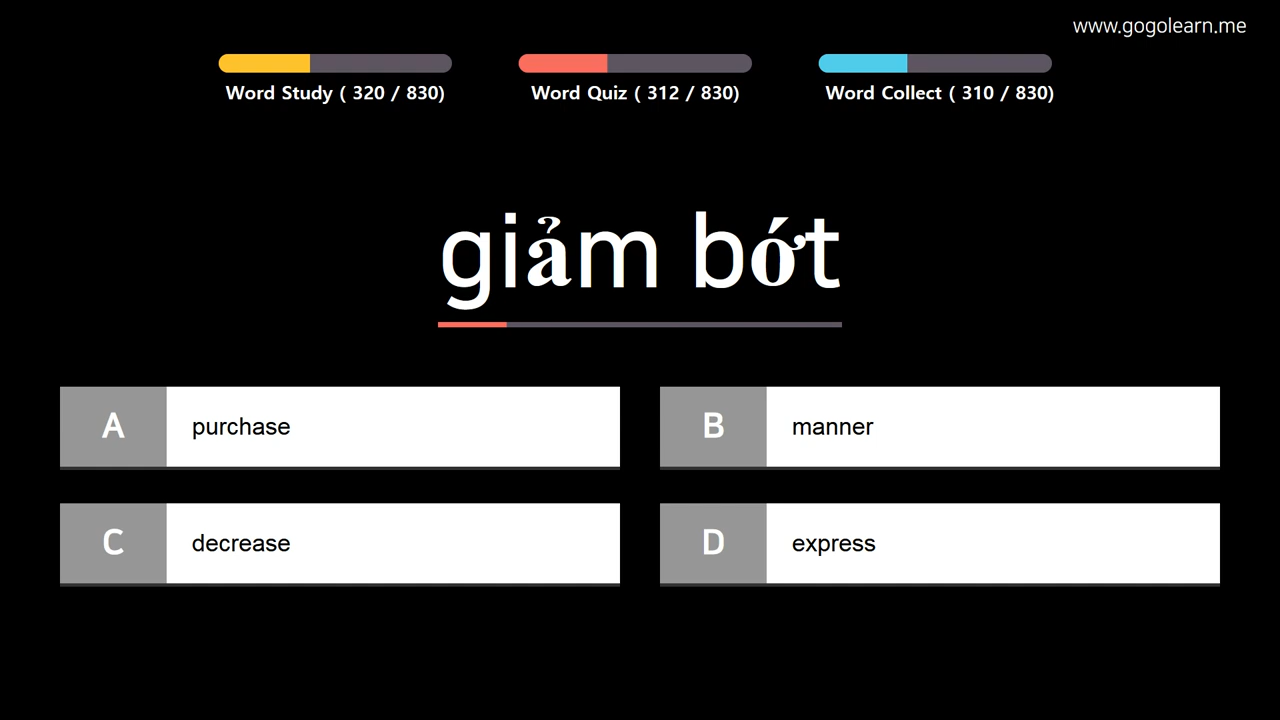 www.gogolearn.me
Word Study ( 320 / 830)
Word Quiz ( 312 / 830)
Word Collect ( 310 / 830)
giảm bớt
A purchase
B manner
C decrease
D express